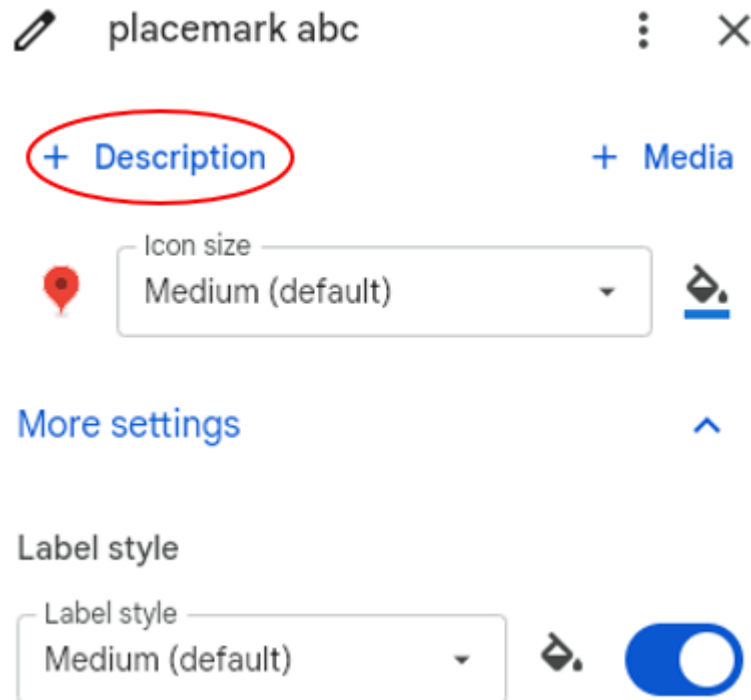 placemark abc
+ Description + Media
Icon size
Medium (default)
More settings
Label style
Label style
Medium (default)